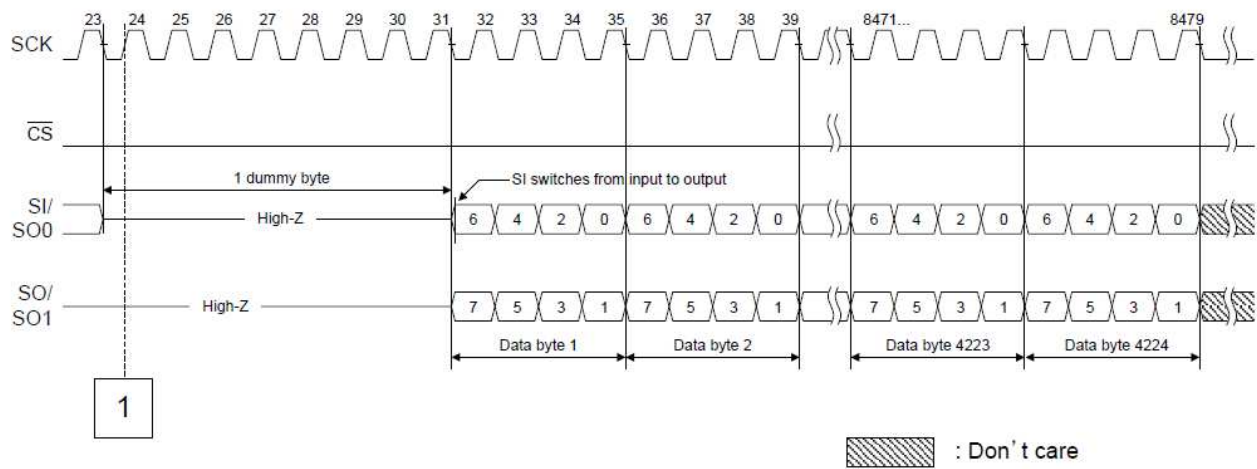 23 24 25 26 27 28 29 30 31 32 33 34 35 36 37 38 39 8471... 8479
SCK
CS
1 dummy byte
SI switches from input to output
SI/
SO0
High-Z
6 4 2 0 6 4 2 0 6 4 2 0 6 4 2 0
SO/
SO1
High-Z
7 5 3 1 7 5 3 1 7 5 3 1 7 5 3 1
Data byte 1 Data byte 2 Data byte 4223 Data byte 4224
1
: Don't care